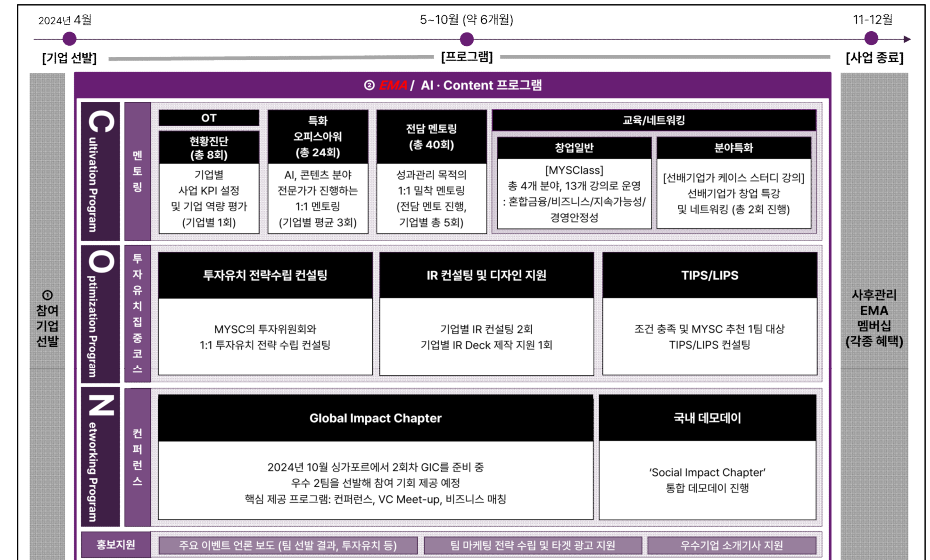 2024년 4월
5~10월 (약 6개월)
11-12월
[기업 선발]
[프로그램]
[사업 종료]
① 참여
기업
선발
② EMA/ AI · Content 프로그램
Cultivation Program
멘토링
OT
현황진단
(총 8회)
기업별
사업 KPI 설정
및 기업 역량 평가
(기업별 1회)
특화
오피스아워
(총 24회)
AI, 콘텐츠 분야
전문가가 진행하는
1:1 멘토링
(기업별 평균 3회)
전담 멘토링
(총 40회)
성과관리 목적의
1:1 밀착 멘토링
(전담 멘토 진행,
기업별 총 5회)
교육/네트워킹
창업일반
[MYSClass]
총 4개 분야, 13개 강의로 운영
: 혼합금융/비즈니스/지속가능성/
경영안정성
분야특화
[선배기업가 케이스 스터디 강의]
선배기업가 창업 특강
및 네트워킹 (총 2회 진행)
Optimization Program
투자유치집중코스
투자유치 전략수립 컨설팅
MYSC의 투자위원회와
1:1 투자유치 전략 수립 컨설팅
IR 컨설팅 및 디자인 지원
기업별 IR 컨설팅 2회
기업별 IR Deck 제작 지원 1회
TIPS/LIPS
조건 충족 및 MYSC 추천 1팀 대상
TIPS/LIPS 컨설팅
Networking Program
컨퍼런스
Global Impact Chapter
2024년 10월 싱가포르에서 2회차 GIC를 준비 중
우수 2팀을 선발해 참여 기회 제공 예정
핵심 제공 프로그램: 컨퍼런스, VC Meet-up, 비즈니스 매칭
국내 데모데이
‘Social Impact Chapter’
통합 데모데이 진행
홍보지원
주요 이벤트 언론 보도 (팀 선발 결과, 투자유치 등)
팀 마케팅 전략 수립 및 타겟 광고 지원
우수기업 소개기사 지원
사후관리
EMA
멤버십
(각종 혜택)